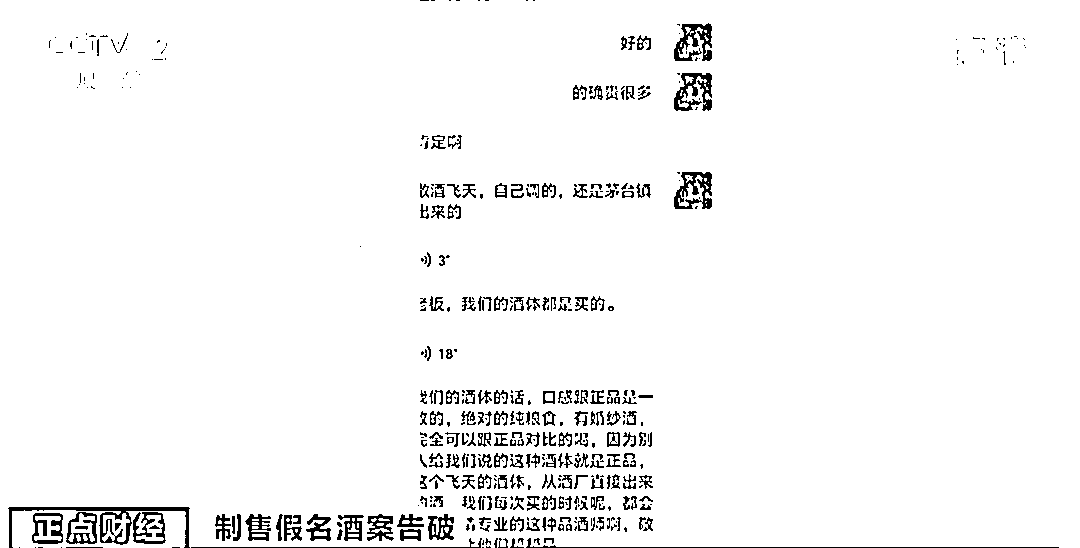 CCTV 2
好的
的确贵很多
肯定啊
散酒飞天，自己调的，还是茅台镇
出来的
3"
老板，我们的酒体都是买的。
18"
我们的酒体的话，口感跟正品是一
致的，绝对的纯粮食，有奶纱酒，
完全可以跟正品对比的喝，因为别
人给我们说的这种酒体就是正品，
这个飞天的酒体，从酒厂直接出来
的酒 我们每次买的时候呢，都会
专业的这种品酒师啊，
正点财经
制售假名酒案告破